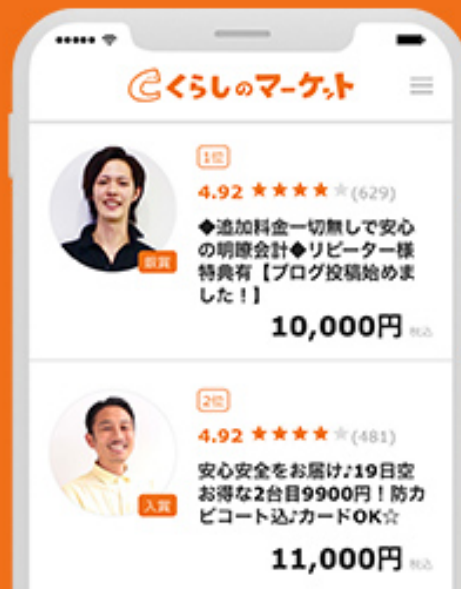 くらしのマーケット
1位
4.92 ★★★★★(629)
◆追加料金一切無しで安心
の明瞭会計◆リピーター様
特典有【ブログ投稿始めま
した！】
銀賞
10,000円 税込
2位
4.92 ★★★★★(481)
安心安全をお届け♪19日空
お得な2台目9900円！防カ
ビコート込♪カードOK☆
入賞
11,000円 税込